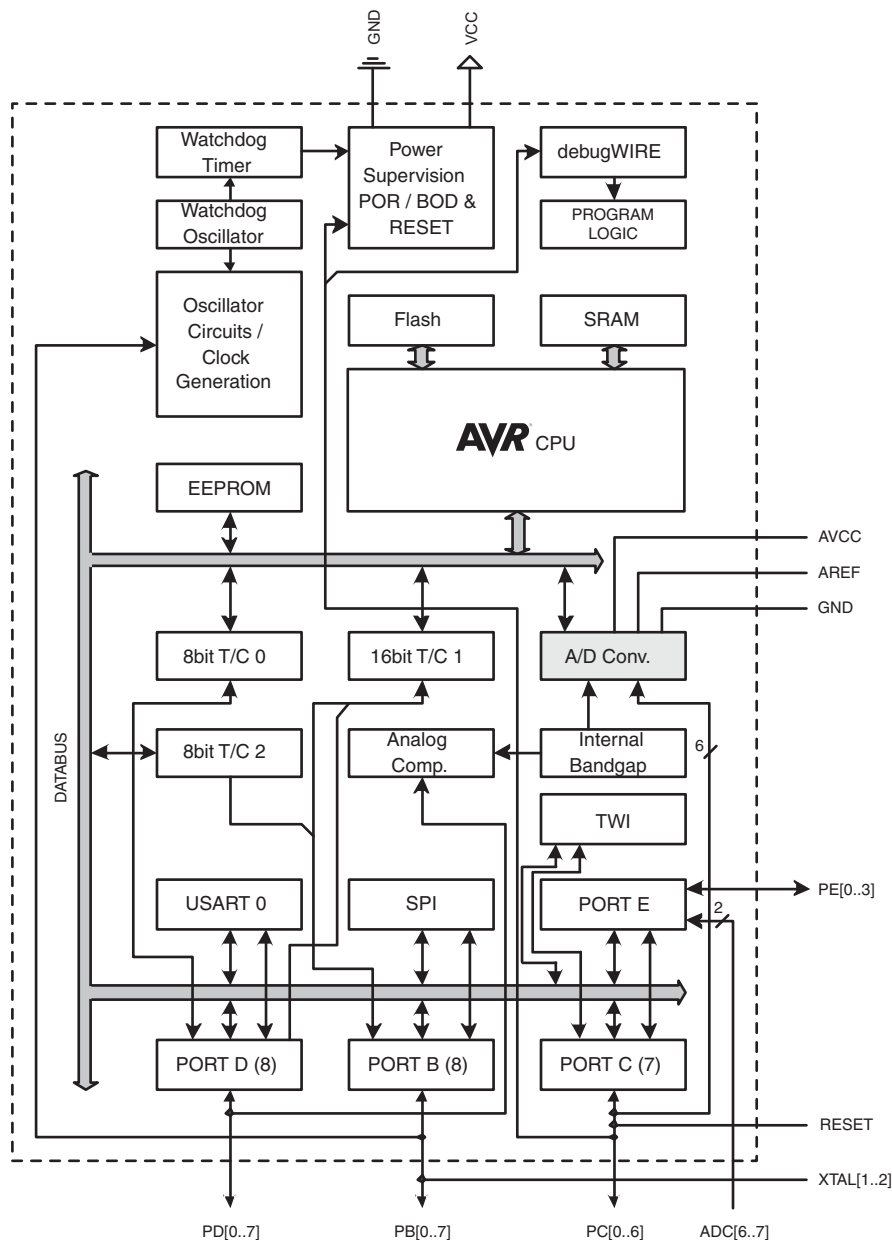 GND
VCC
Watchdog
Timer
Power
Supervision
POR / BOD &
RESET
debugWIRE
Watchdog
Oscillator
PROGRAM
LOGIC
Oscillator
Circuits /
Clock
Generation
Flash
SRAM
AVR® CPU
EEPROM
AVCC
AREF
GND
8bit T/C 0
16bit T/C 1
A/D Conv.
DATABUS
8bit T/C 2
Analog
Comp.
Internal
Bandgap
6
TWI
USART 0
SPI
PORT E
PE[0..3]
2
PORT D (8)
PORT B (8)
PORT C (7)
RESET
XTAL[1..2]
PD[0..7]
PB[0..7]
PC[0..6]
ADC[6..7]